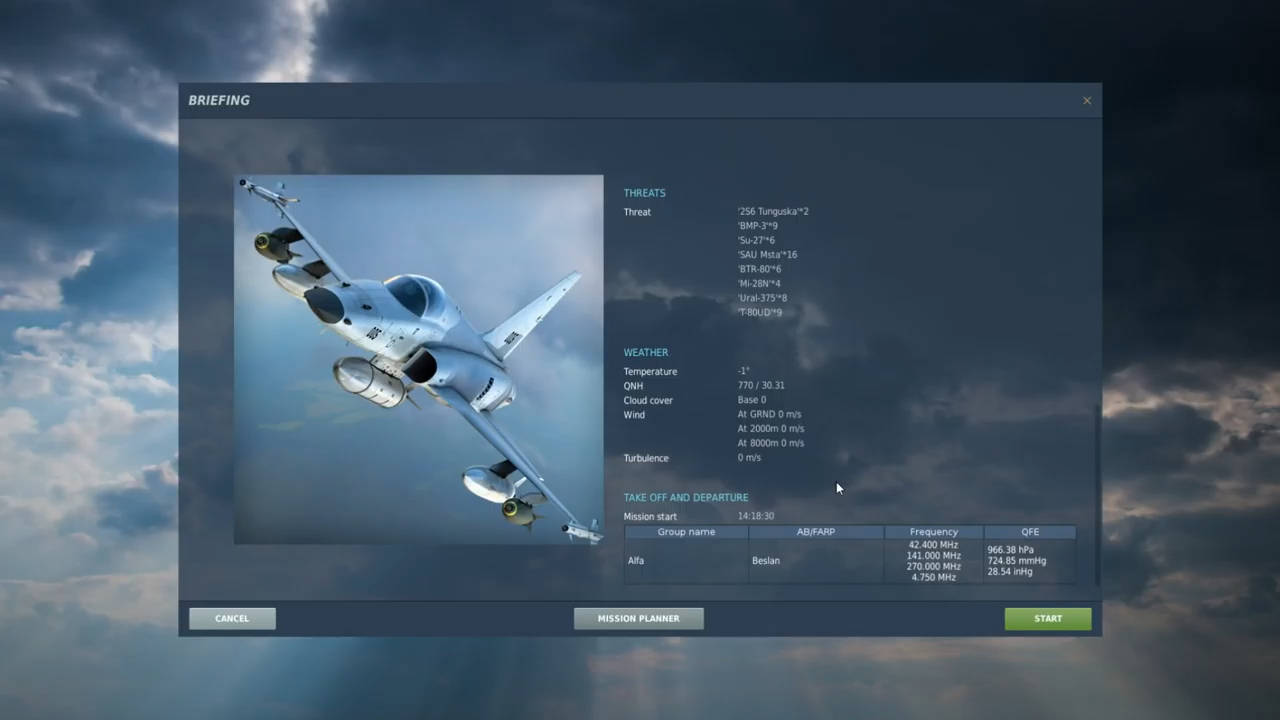 BRIEFING
THREATS
Threat '2S6 Tunguska'*2
'BMP-3'*9
'Su-27'*6
'SAU Msta'*16
'BTR-80'*6
'Mi-28N'*4
'Ural-375'*8
'T-80UD'*9
WEATHER
Temperature -1°
QNH 770 / 30.31
Cloud cover Base 0
Wind At GRND 0 m/s
At 2000m 0 m/s
At 8000m 0 m/s
Turbulence 0 m/s
TAKE OFF AND DEPARTURE
Mission start 14:18:30
Group name AB/FARP Frequency QFE
Alfa Beslan
42.400 MHz
141.000 MHz
270.000 MHz
4.750 MHz
966.38 hPa
724.85 mmHg
28.54 inHg
CANCEL MISSION PLANNER START